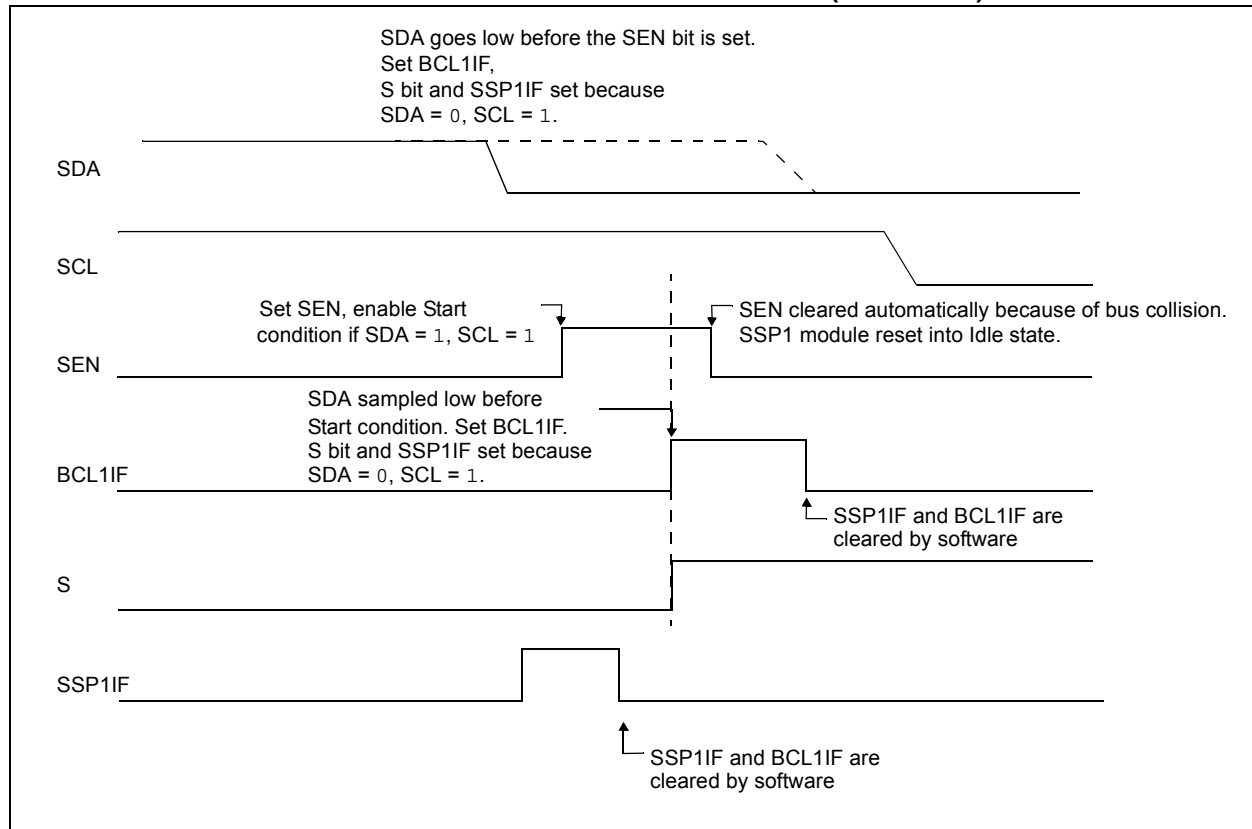 SDA goes low before the SEN bit is set.
Set BCL1IF,
S bit and SSP1IF set because
SDA = 0, SCL = 1.
SDA
SCL
Set SEN, enable Start
condition if SDA = 1, SCL = 1
SEN cleared automatically because of bus collision.
SSP1 module reset into Idle state.
SEN
SDA sampled low before
Start condition. Set BCL1IF.
S bit and SSP1IF set because
SDA = 0, SCL = 1.
BCL1IF
SSP1IF and BCL1IF are
cleared by software
S
SSP1IF
SSP1IF and BCL1IF are
cleared by software